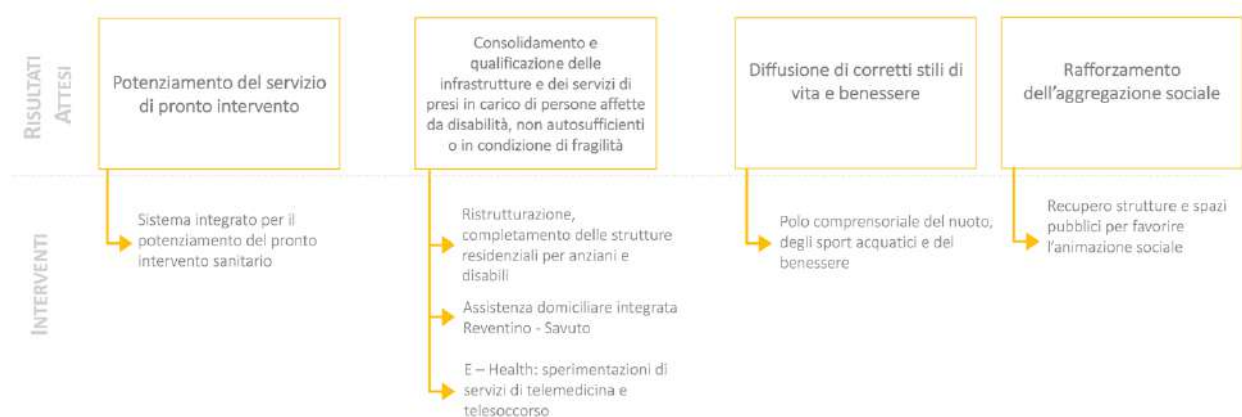 RISULTATI
ATTESI
Potenziamento del servizio
di pronto intervento
Consolidamento e
qualificazione delle
infrastrutture e dei servizi di
presi in carico di persone affette
da disabilità, non autosufficienti
o in condizione di fragilità
Diffusione di corretti stili di
vita e benessere
Rafforzamento
dell'aggregazione sociale
INTERVENTI
Sistema integrato per il
potenziamento del pronto
intervento sanitario
Ristrutturazione,
completamento delle strutture
residenziali per anziani e
disabili
Assistenza domiciliare integrata
Reventino - Savuto
E – Health: sperimentazioni di
servizi di telemedicina e
telesoccorso
Polo comprensoriale del nuoto,
degli sport acquatici e del
benessere
Recupero strutture e spazi
pubblici per favorire
l'animazione sociale